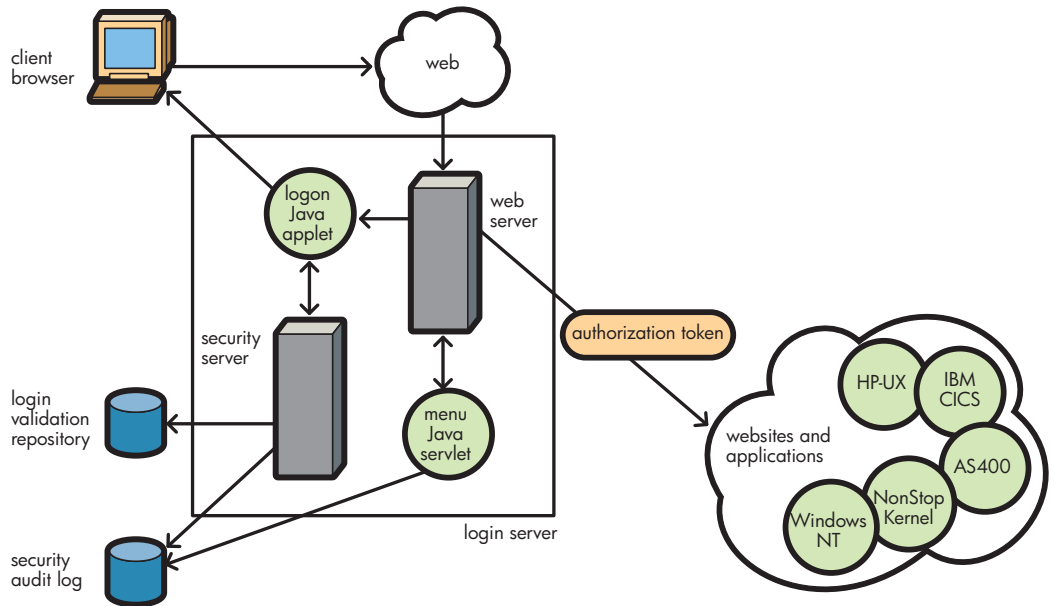 client
browser
web
logon
Java
applet
web
server
security
server
authorization token
login
validation
repository
menu
Java
servlet
login server
security
audit log
websites and
applications
HP-UX
IBM
CICS
AS400
NonStop
Kernel
Windows
NT